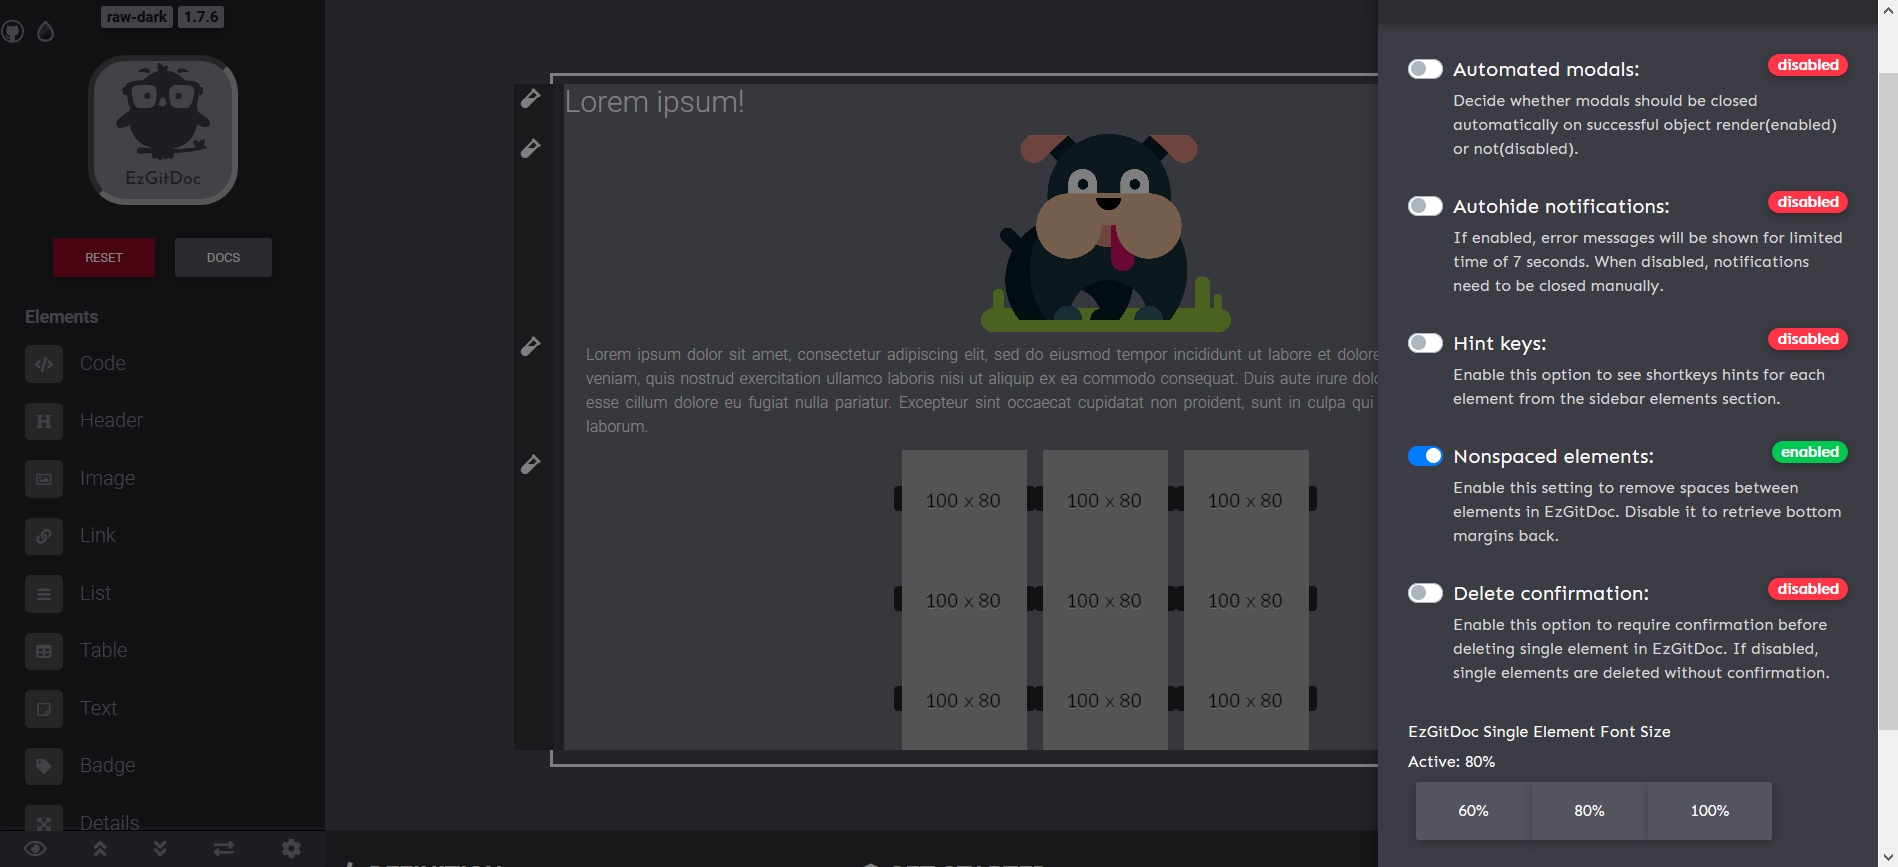 raw-dark 1.7.6
EzGitDoc
RESET DOCS
Elements
Code
Header
Image
Link
List
Table
Text
Badge
Details
Lorem ipsum!
Lorem ipsum dolor sit amet, consectetur adipiscing elit, sed do eiusmod tempor incididunt ut labore et dolore
veniam, quis nostrud exercitation ullamco laboris nisi ut aliquip ex ea commodo consequat. Duis aute irure dolo
esse cillum dolore eu fugiat nulla pariatur. Excepteur sint occaecat cupidatat non proident, sunt in culpa qui
laborum.
100 x 80 100 x 80 100 x 80
100 x 80 100 x 80 100 x 80
100 x 80 100 x 80 100 x 80
Automated modals: disabled
Decide whether modals should be closed
automatically on successful object render(enabled)
or not(disabled).
Autohide notifications: disabled
If enabled, error messages will be shown for limited
time of 7 seconds. When disabled, notifications
need to be closed manually.
Hint keys: disabled
Enable this option to see shortkeys hints for each
element from the sidebar elements section.
Nonspaced elements: enabled
Enable this setting to remove spaces between
elements in EzGitDoc. Disable it to retrieve bottom
margins back.
Delete confirmation: disabled
Enable this option to require confirmation before
deleting single element in EzGitDoc. If disabled,
single elements are deleted without confirmation.
EzGitDoc Single Element Font Size
Active: 80%
60% 80% 100%